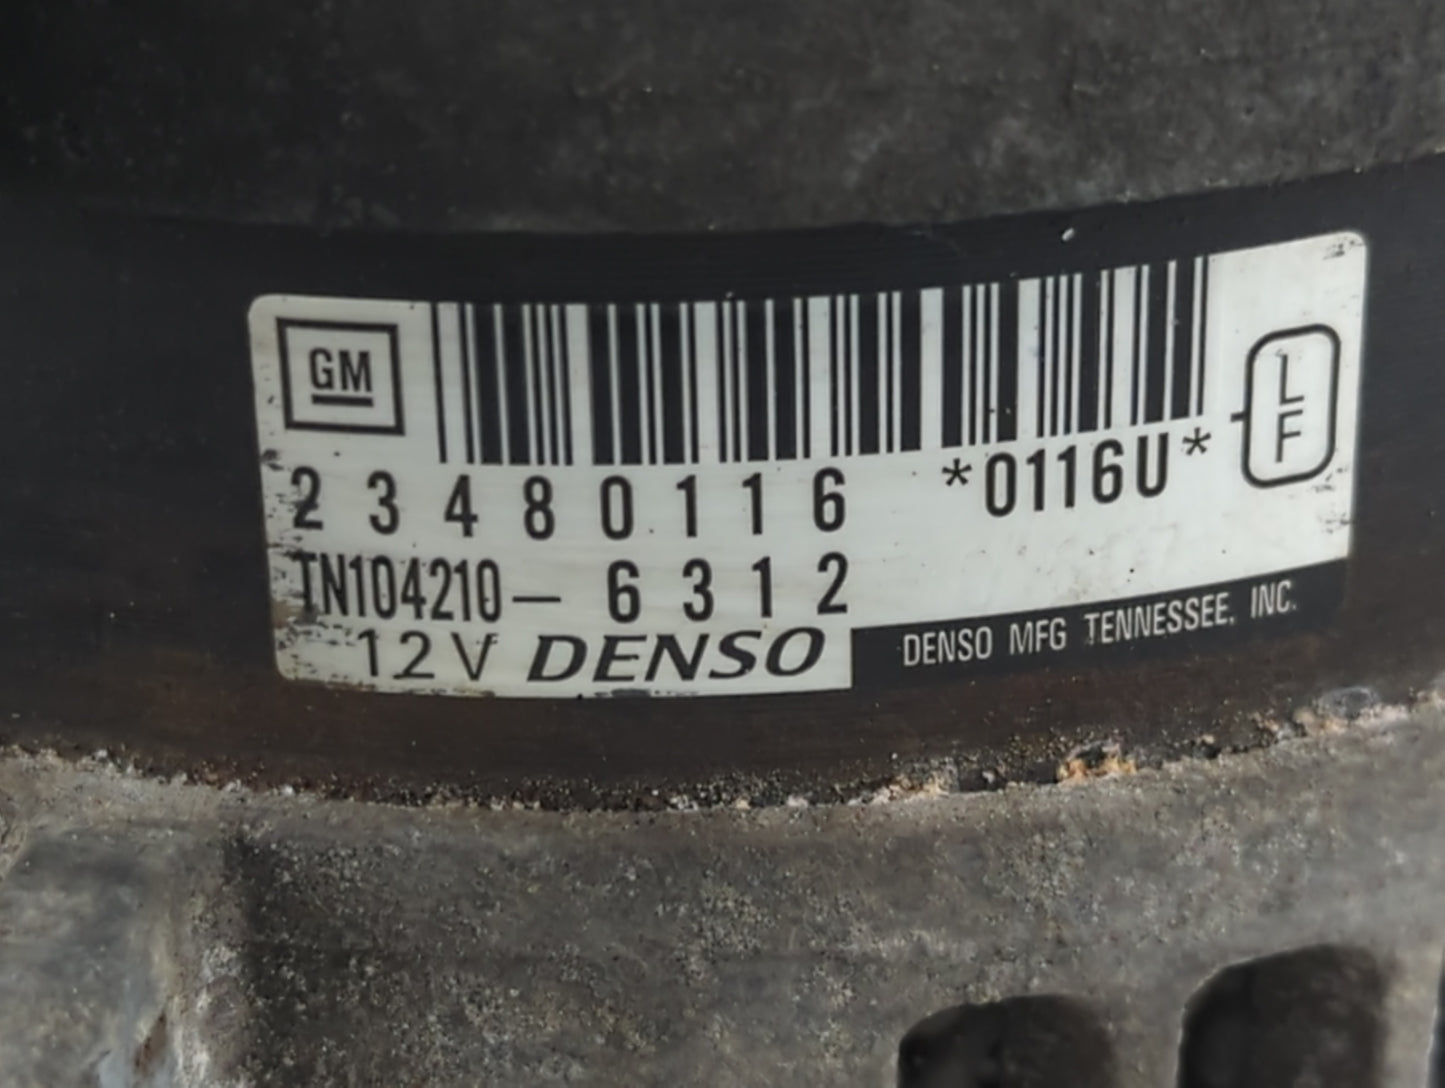 GM
23480116 *0116U*
L
F
TN104210-6312
12V DENSO
DENSO MFG TENNESSEE, INC.